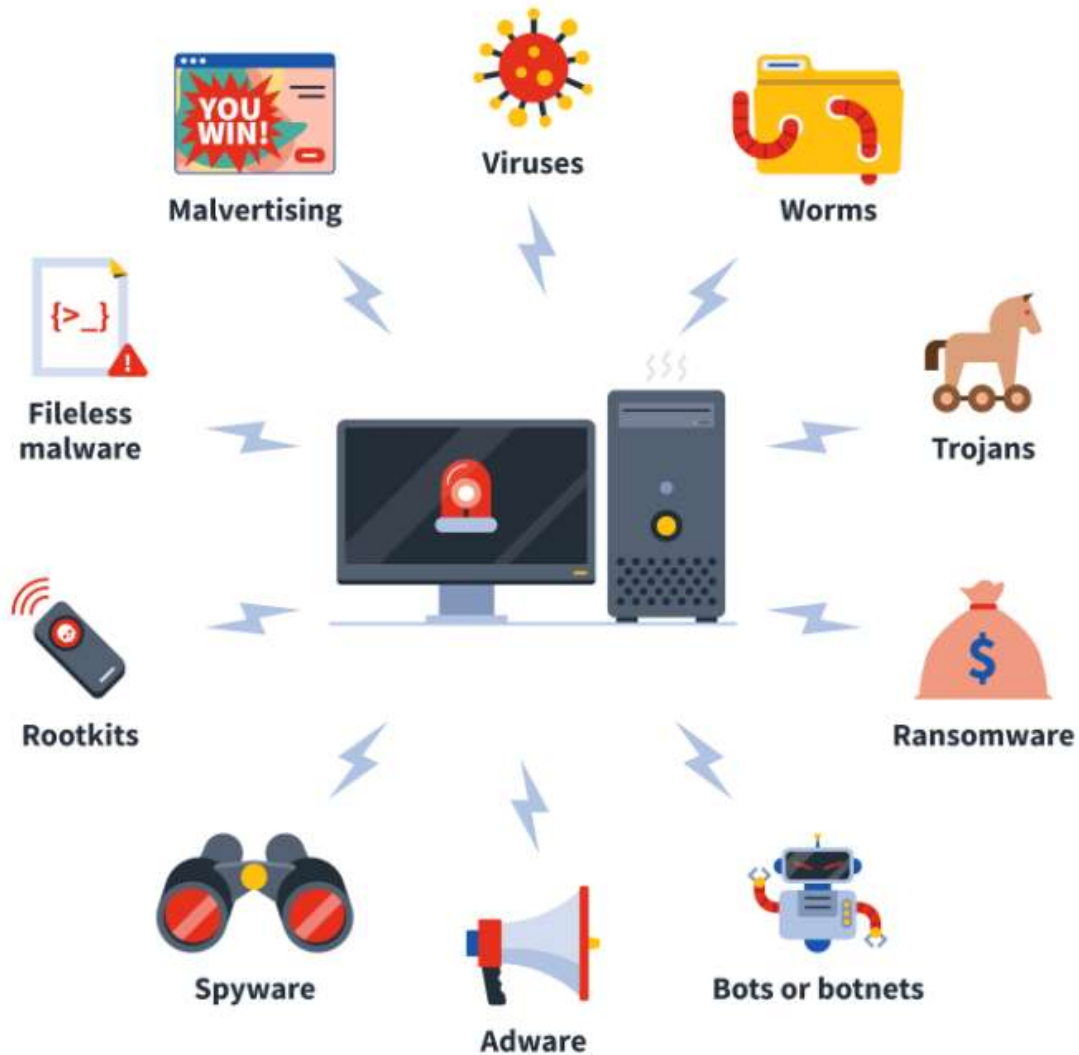 YOU
WIN!
Malvertising
Viruses
Worms
{>_}
!
Fileless
malware
Trojans
Rootkits
$
Ransomware
Spyware
Adware
Bots or botnets